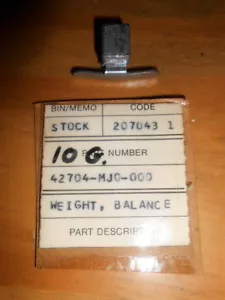 BIN/MEMO CODE
STOCK 207043 1
10 G. NUMBER
42704-MJ0-000
WEIGHT, BALANCE
PART DESCRIPT